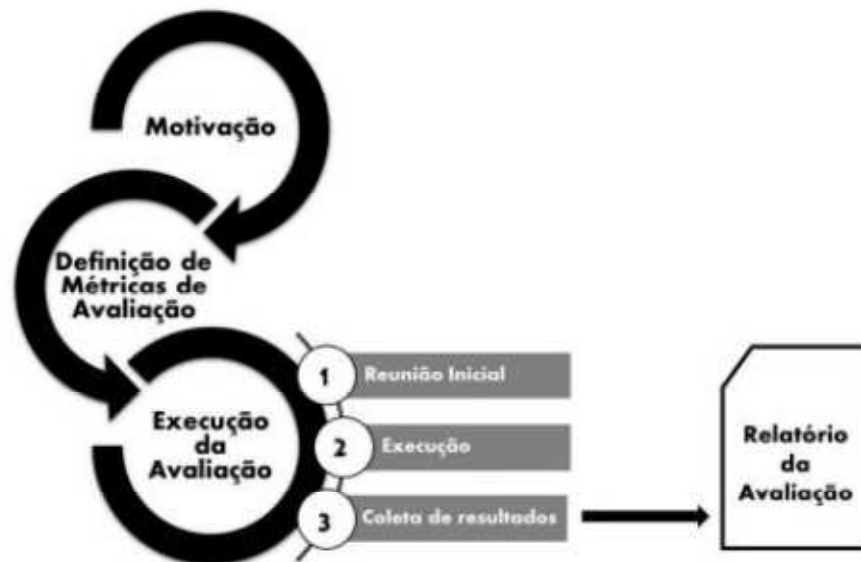 Motivação
Definição de
Métricas de
Avaliação
Execução
da
Avaliação
1
Reunião Inicial
2
Execução
3
Coleta de resultados
Relatório
da
Avaliação